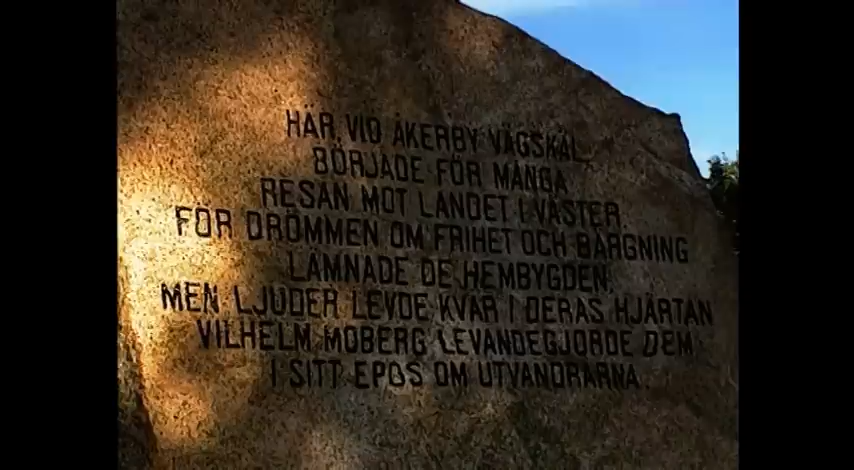 HÄR VID ÅKERBY VÄGSKÄL
BÖRJADE FÖR MÅNGA
RESAN MOT LANDET I VÄSTER.
FÖR DRÖMMEN OM FRIHET OCH BÄRGNING
LÄMNADE DE HEMBYGDEN.
MEN LJUDER LEVDE KVAR I DERAS HJÄRTAN
VILHELM MOBERG LEVANDEGJORDE DEM
I SITT EPOS OM UTVANDRARNA.